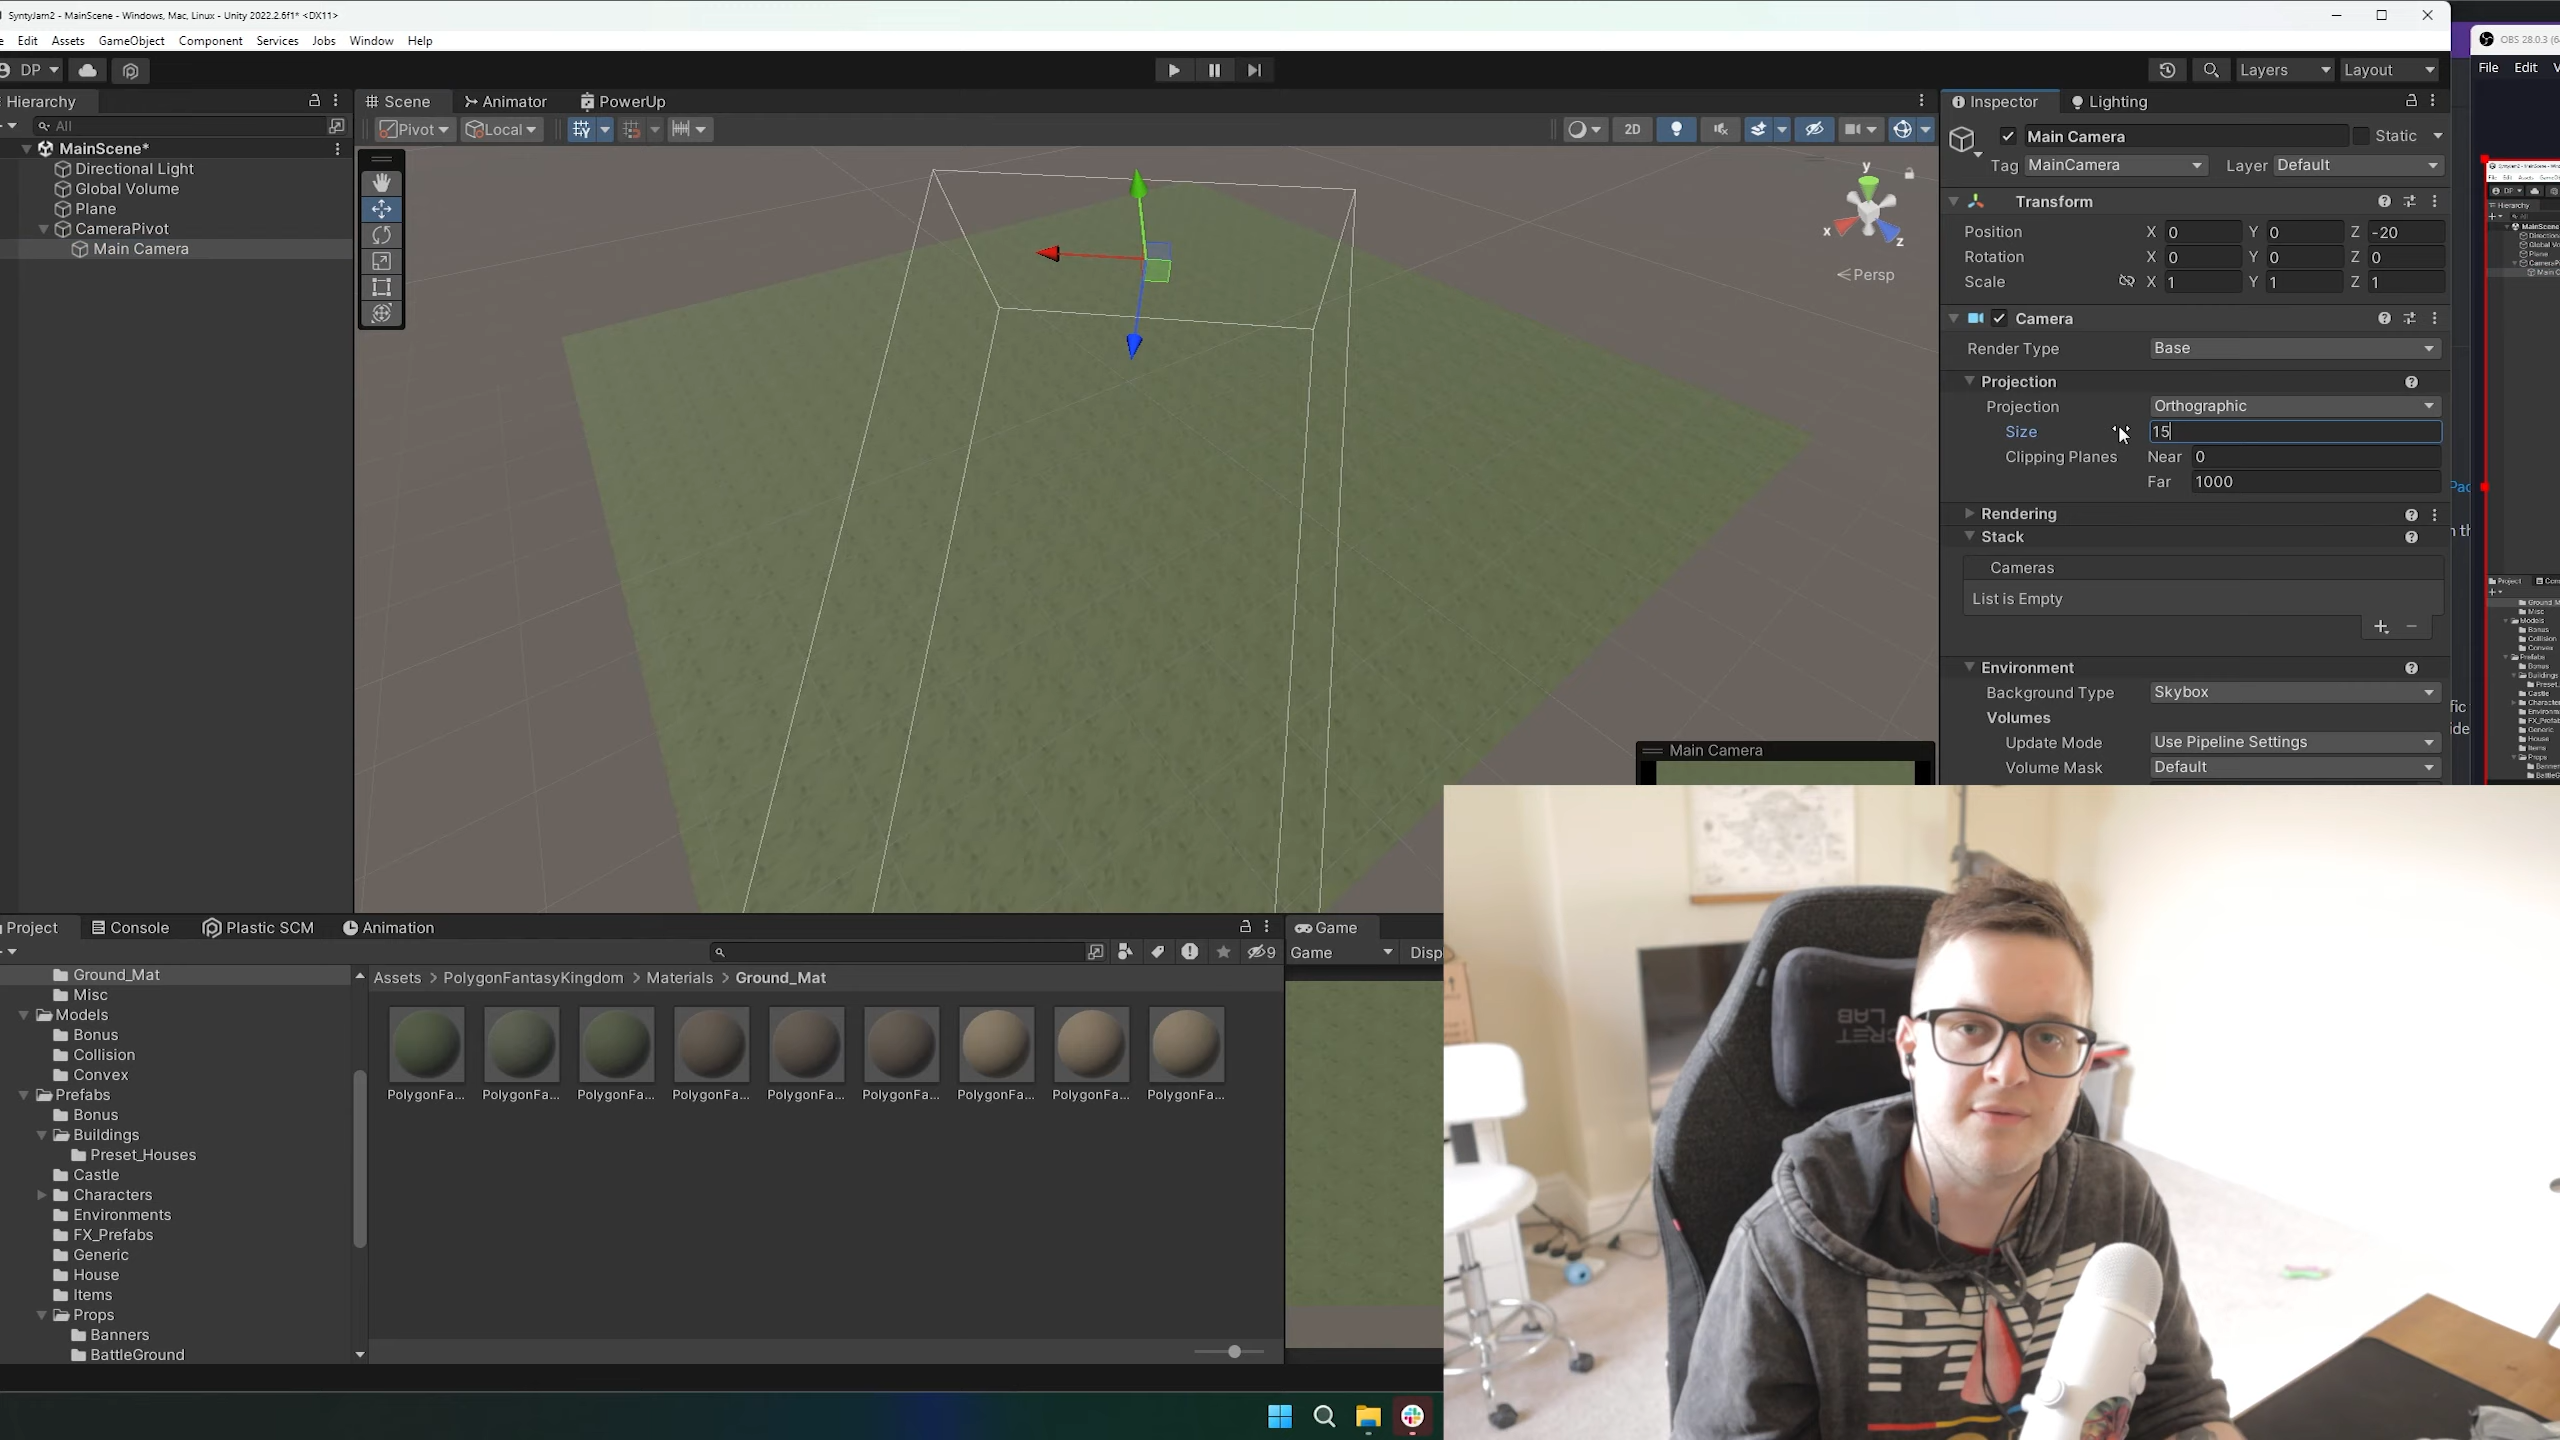 SyntyJam2 - MainScene - Windows, Mac, Linux - Unity 2022.2.6f1* <DX11>
Edit Assets GameObject Component Services Jobs Window Help
DP
Layers Layout
Hierarchy
All
MainScene*
Directional Light
Global Volume
Plane
CameraPivot
Main Camera
Scene Animator PowerUp
Pivot Local 2D
y
x
z
Persp
Main Camera
Inspector Lighting
Main Camera Static
Tag MainCamera Layer Default
Transform
Position X 0 Y 0 Z -20
Rotation X 0 Y 0 Z 0
Scale X 1 Y 1 Z 1
Camera
Render Type Base
Projection
Projection Orthographic
Size 15
Clipping Planes Near 0
Far 1000
Rendering
Stack
Cameras
List is Empty
Environment
Background Type Skybox
Volumes
Update Mode Use Pipeline Settings
Volume Mask Default
OBS 28.0.3
File Edit
Project Console Plastic SCM Animation
9
Ground_Mat
Misc
Models
Bonus
Collision
Convex
Prefabs
Bonus
Buildings
Preset_Houses
Castle
Characters
Environments
FX_Prefabs
Generic
House
Items
Props
Banners
BattleGround
Assets > PolygonFantasyKingdom > Materials > Ground_Mat
PolygonFa... PolygonFa... PolygonFa... PolygonFa... PolygonFa... PolygonFa... PolygonFa... PolygonFa... PolygonFa...
Game
Game Disp